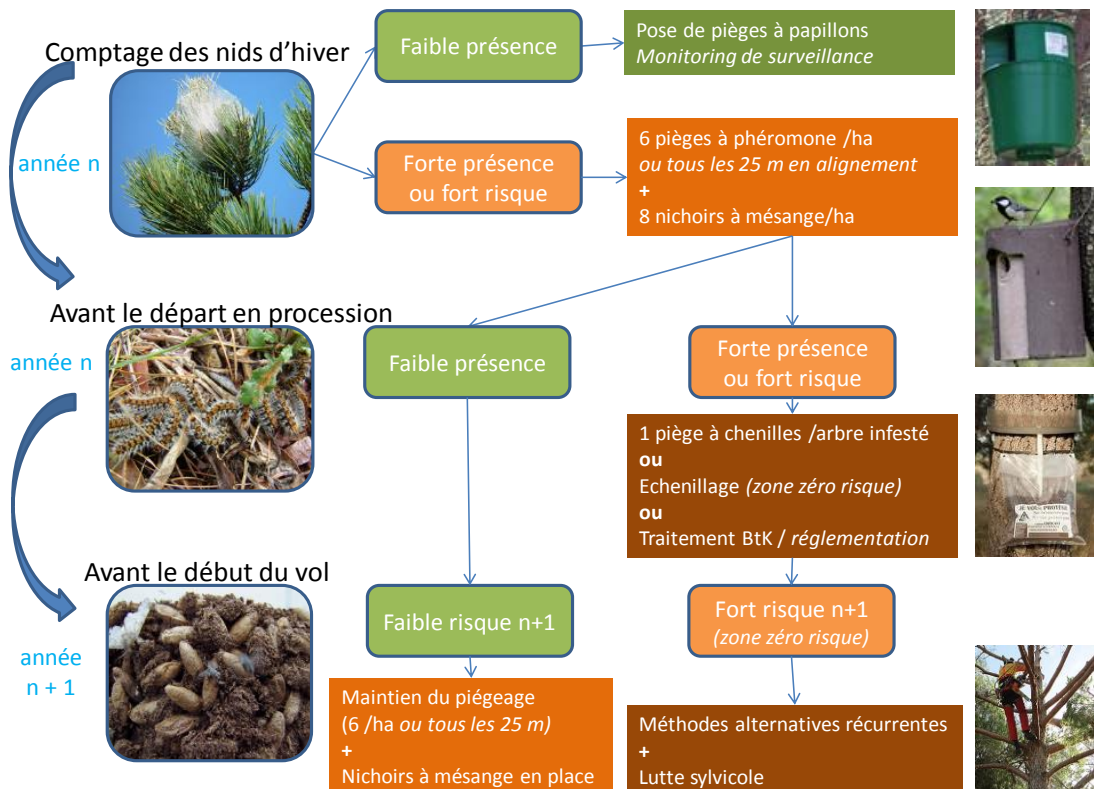 Comptage des nids d'hiver
année n
Faible présence
Pose de pièges à papillons
Monitoring de surveillance
Forte présence
ou fort risque
6 pièges à phéromone /ha
ou tous les 25 m en alignement
+
8 nichoirs à mésange/ha
Avant le départ en procession
année n
Faible présence
Forte présence
ou fort risque
1 piège à chenilles /arbre infesté
ou
Echenillage (zone zéro risque)
ou
Traitement BtK / réglementation
JE VOUS PROTÈGE
Avant le début du vol
année
n + 1
Faible risque n+1
Fort risque n+1
(zone zéro risque)
Maintien du piégeage
(6 /ha ou tous les 25 m)
+
Nichoirs à mésange en place
Méthodes alternatives récurrentes
+
Lutte sylvicole